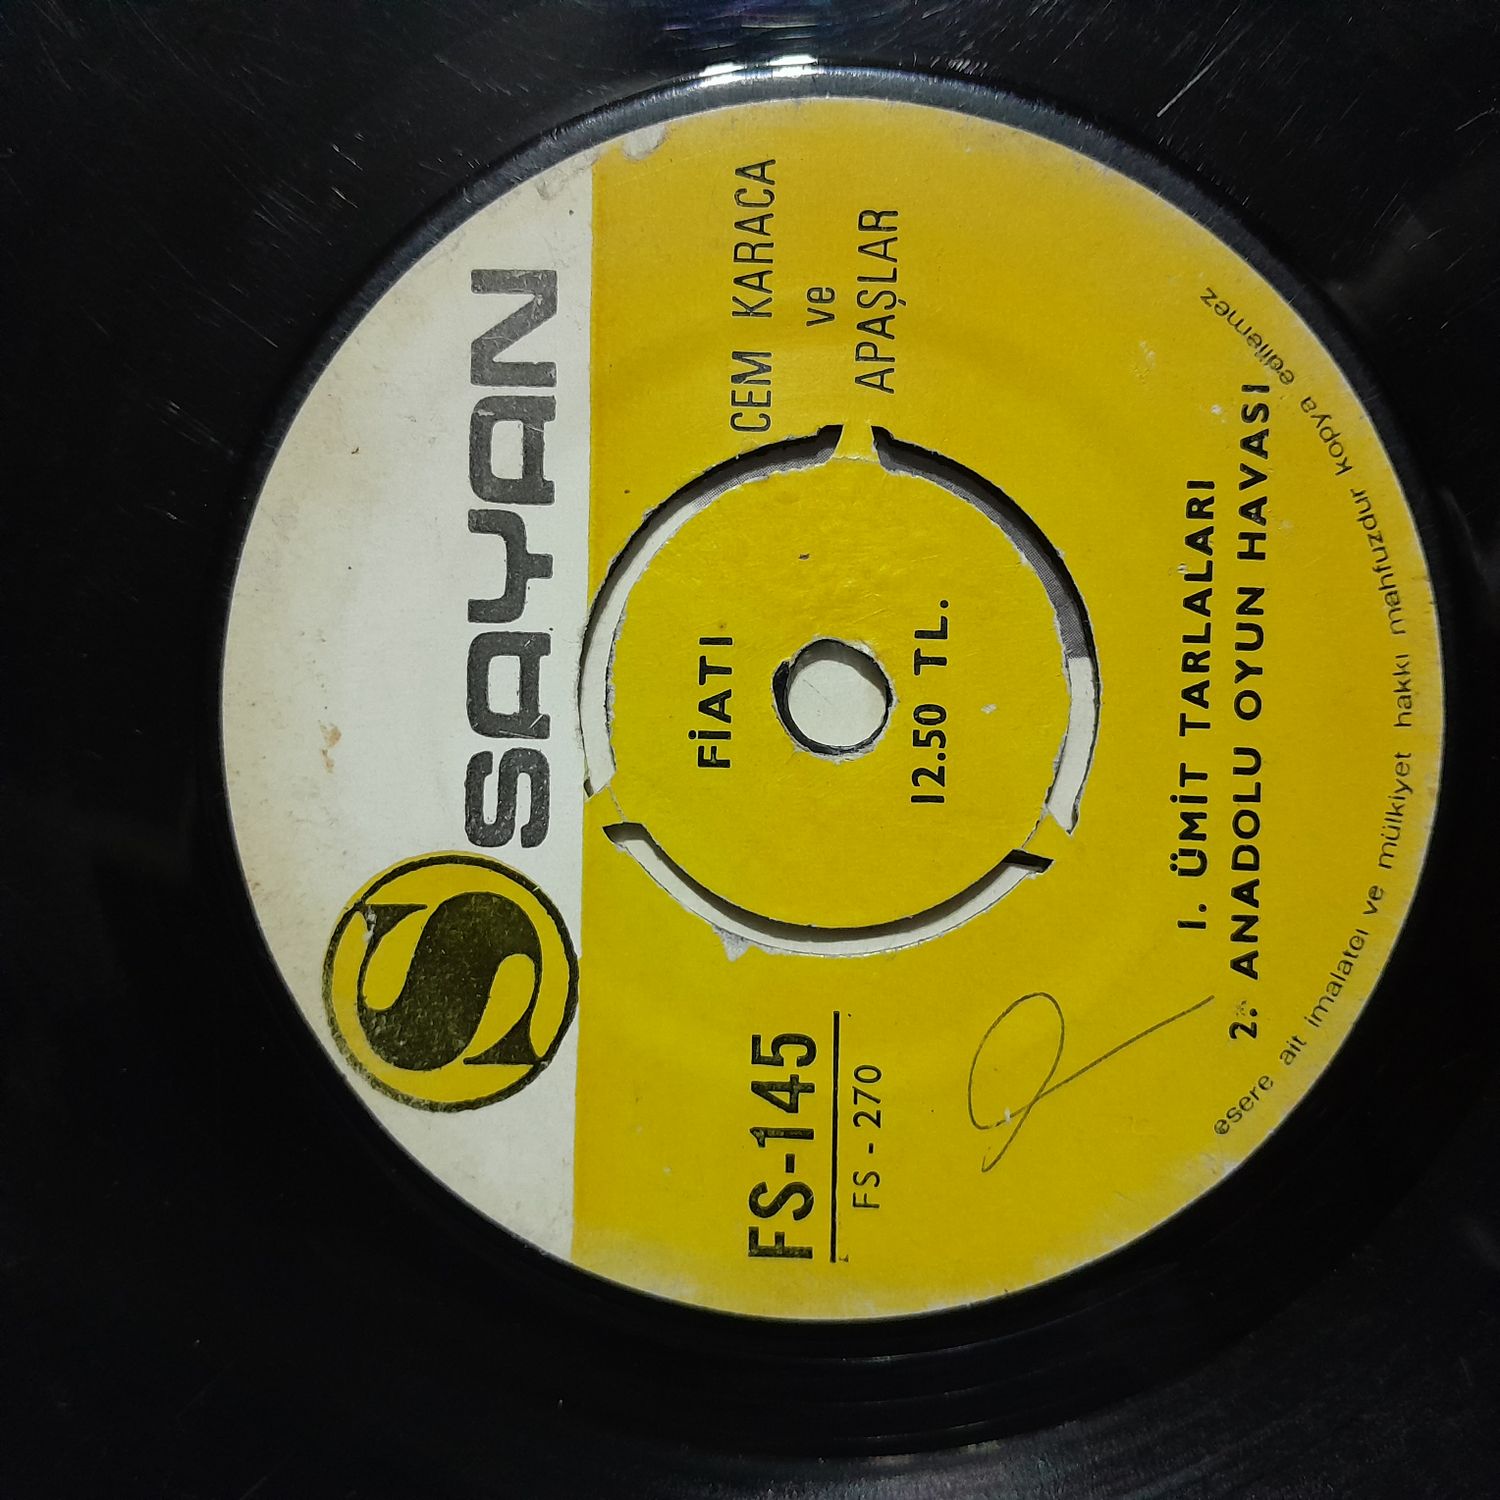 S
SAYAN
FS-145
FS - 270
CEM KARACA
ve
APAŞLAR
FİATI
12.50 TL.
1. ÜMİT TARLALARI
2. ANADOLU OYUN HAVASI
esere ait imalatcı ve mülkiyet hakkı mahfuzdur kopya edilemez